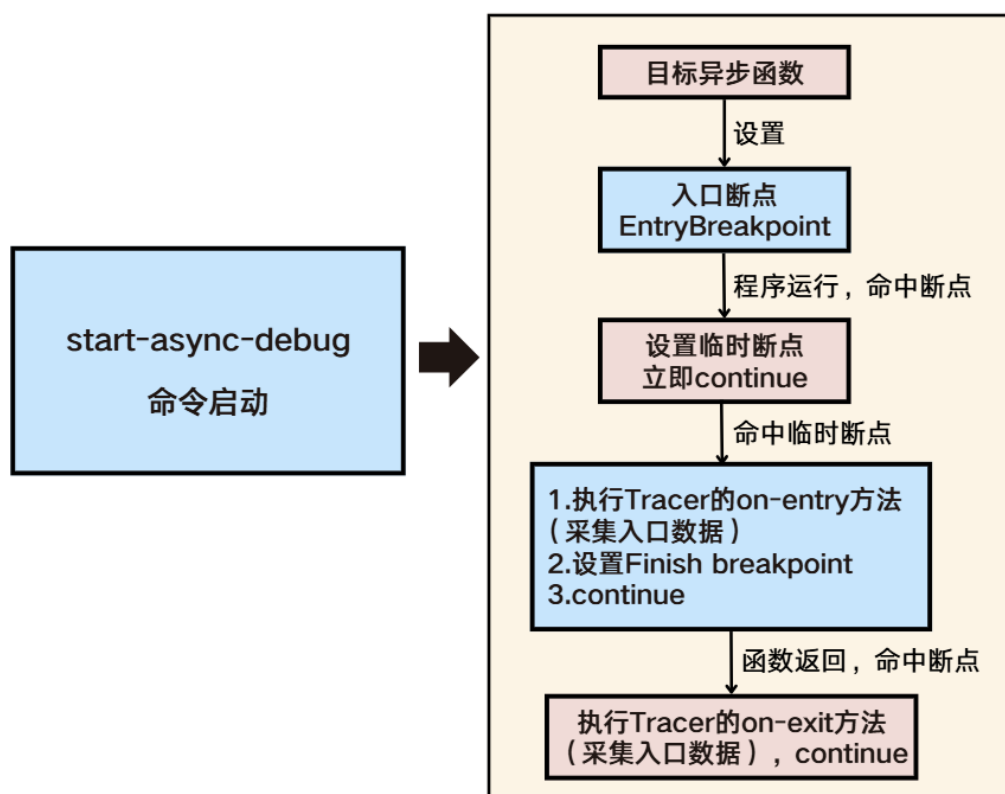 start-async-debug
命令启动
目标异步函数
设置
入口断点
EntryBreakpoint
程序运行，命中断点
设置临时断点
立即continue
命中临时断点
1.执行Tracer的on-entry方法
（采集入口数据）
2.设置Finish breakpoint
3.continue
函数返回，命中断点
执行Tracer的on-exit方法
（采集入口数据），continue